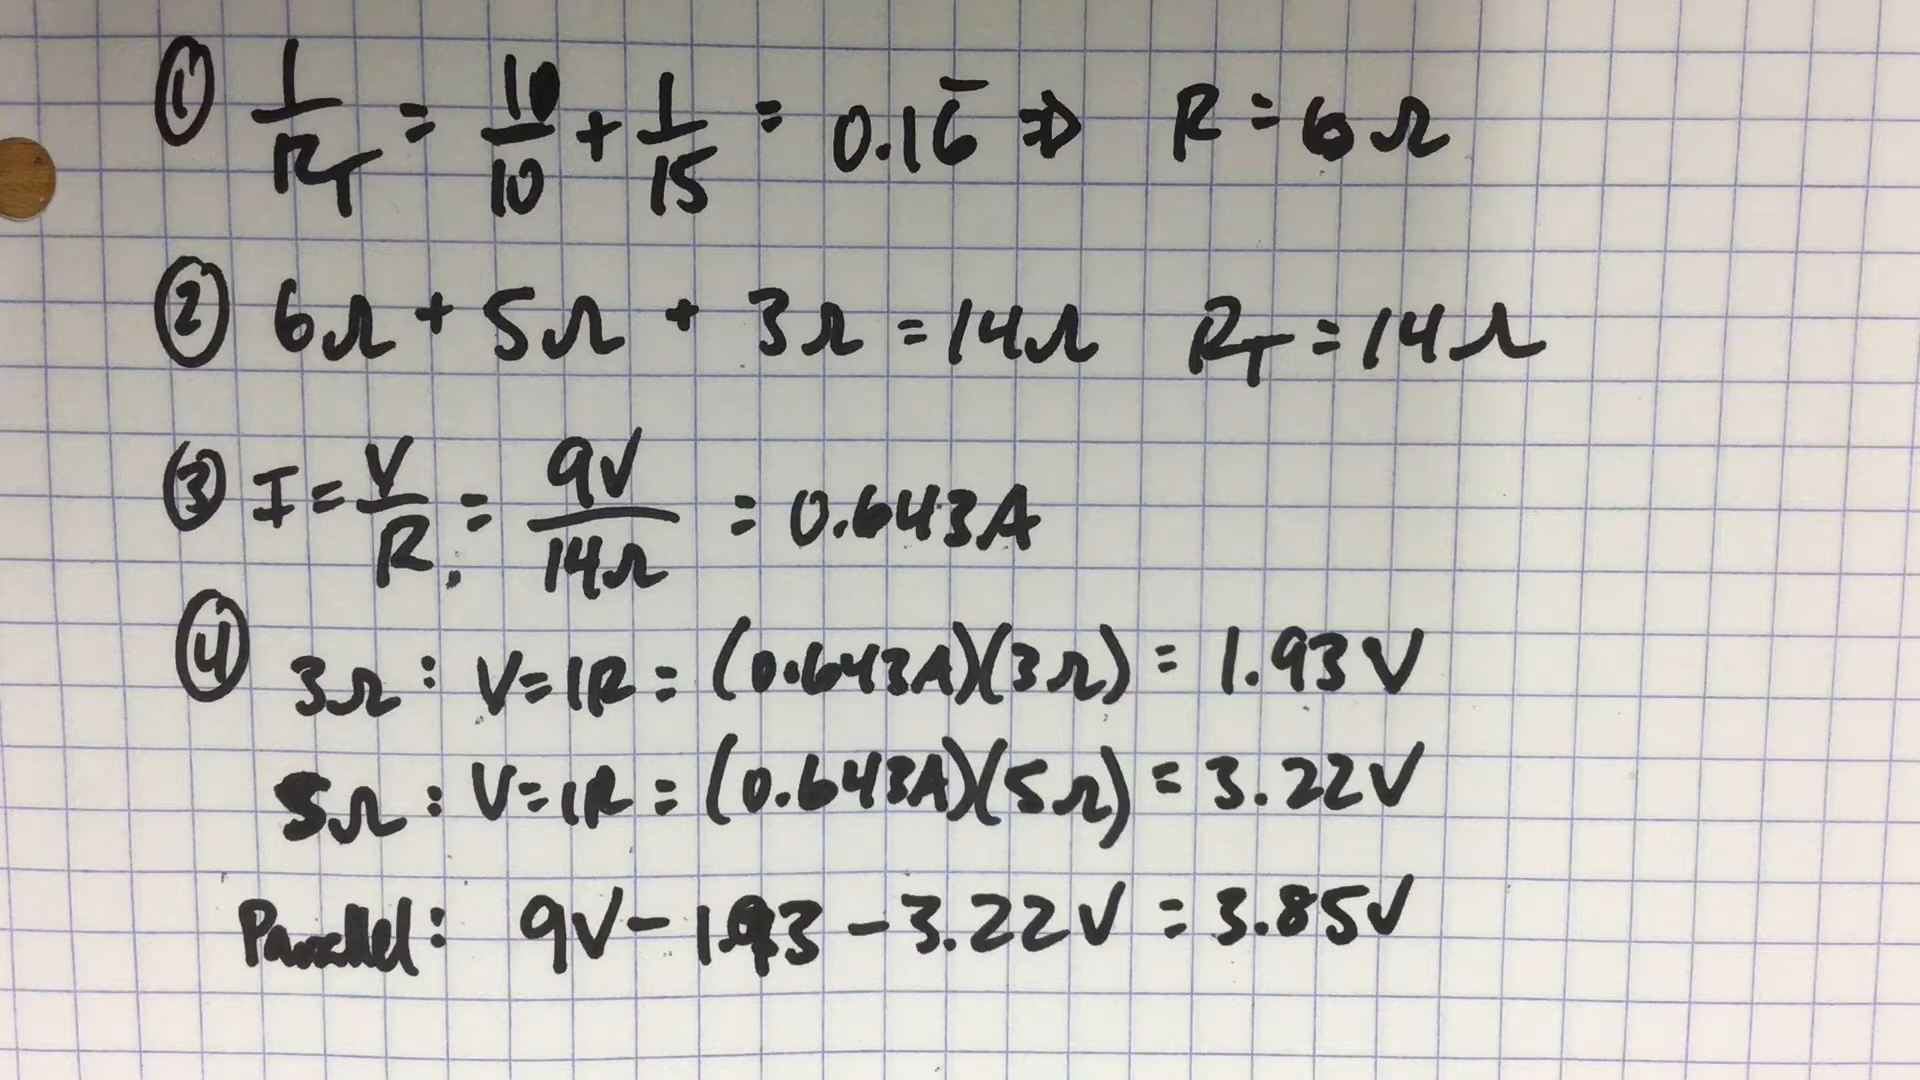 ① 1/R_T = 10/10 + 1/15 = 0.16̅ ⇒ R = 6Ω
② 6Ω + 5Ω + 3Ω = 14Ω R_T = 14Ω
③ I = V/R = 9V/14Ω = 0.643A
④ 3Ω: V=IR = (0.643A)(3Ω) = 1.93V
5Ω: V=IR = (0.643A)(5Ω) = 3.22V
Parallel: 9V - 1.93 - 3.22V = 3.85V